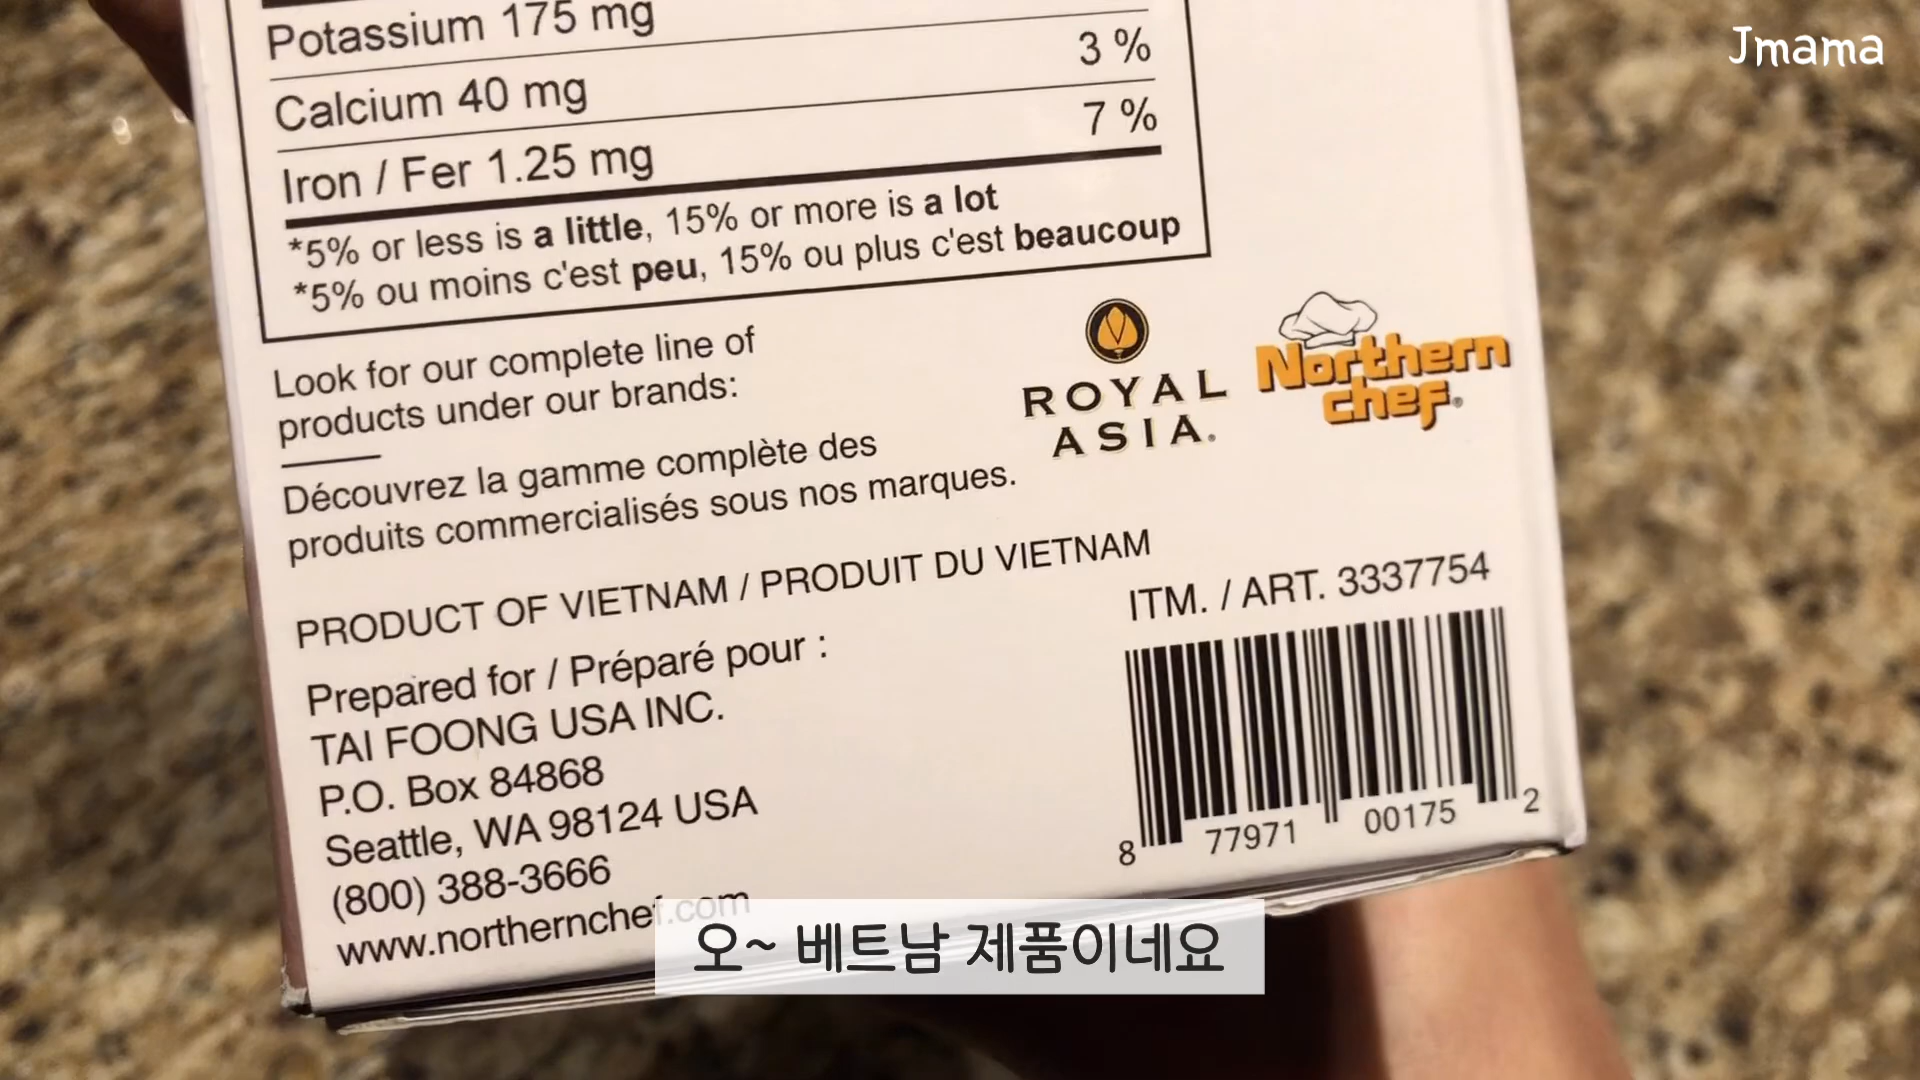 Jmama
Potassium 175 mg
3 %
Calcium 40 mg
7 %
Iron / Fer 1.25 mg
*5% or less is a little, 15% or more is a lot
*5% ou moins c'est peu, 15% ou plus c'est beaucoup
Look for our complete line of
products under our brands:
Découvrez la gamme complète des
produits commercialisés sous nos marques.
ROYAL
ASIA®
Northern
chef®
PRODUCT OF VIETNAM / PRODUIT DU VIETNAM
ITM. / ART. 3337754
Prepared for / Préparé pour :
TAI FOONG USA INC.
P.O. Box 84868
Seattle, WA 98124 USA
(800) 388-3666
www.northernchef.com
8 77971 00175 2
오~ 베트남 제품이네요